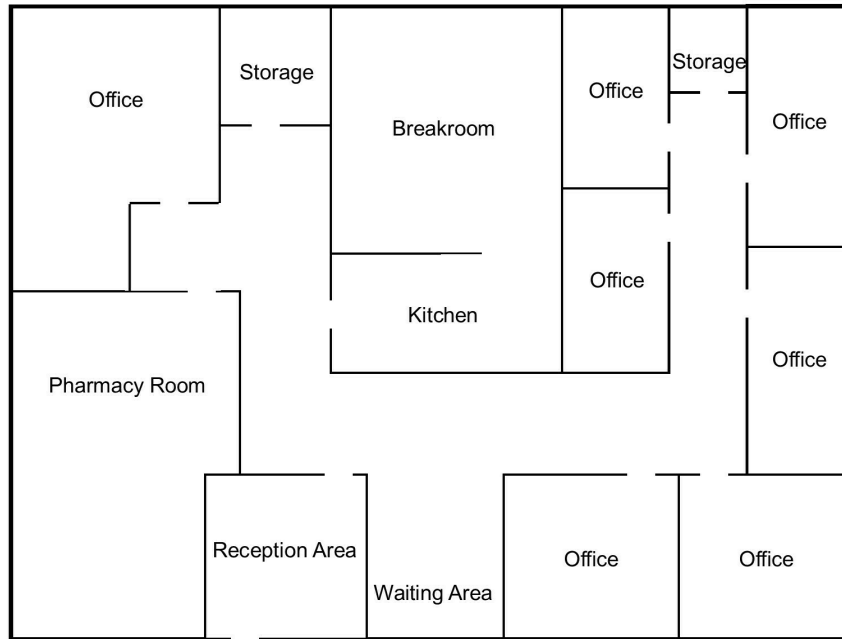 Office
Storage
Breakroom
Office
Storage
Office
Office
Kitchen
Office
Pharmacy Room
Reception Area
Waiting Area
Office
Office